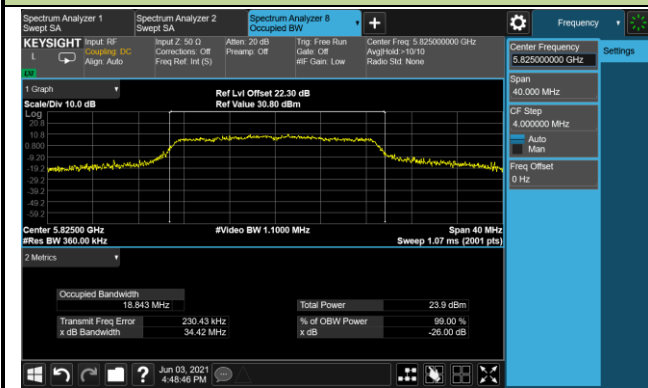 Spectrum Analyzer 1
Swept SA
Spectrum Analyzer 2
Swept SA
Spectrum Analyzer 8
Occupied BW
+
Frequency
KEYSIGHT
L
Input: RF
Coupling: DC
Align: Auto
Input Z: 50 Ω
Corrections: Off
Freq Ref: Int (S)
Atten: 20 dB
Preamp: Off
Trig: Free Run
Gate: Off
#IF Gain: Low
Center Freq: 5.825000000 GHz
Avg|Hold:>10/10
Radio Std: None
Center Frequency
5.825000000 GHz
Settings
Span
40.000 MHz
CF Step
4.000000 MHz
Auto
Man
Freq Offset
0 Hz
1 Graph
Scale/Div 10.0 dB
Ref Lvl Offset 22.30 dB
Ref Value 30.80 dBm
Log
20.8
10.8
0.800
-9.20
-19.2
-29.2
-39.2
-49.2
-59.2
Center 5.82500 GHz
#Res BW 360.00 kHz
#Video BW 1.1000 MHz
Span 40 MHz
Sweep 1.07 ms (2001 pts)
2 Metrics
Occupied Bandwidth
18.843 MHz
Total Power 23.9 dBm
Transmit Freq Error 230.43 kHz
% of OBW Power 99.00 %
x dB Bandwidth 34.42 MHz
x dB -26.00 dB
?
Jun 03, 2021
4:48:46 PM